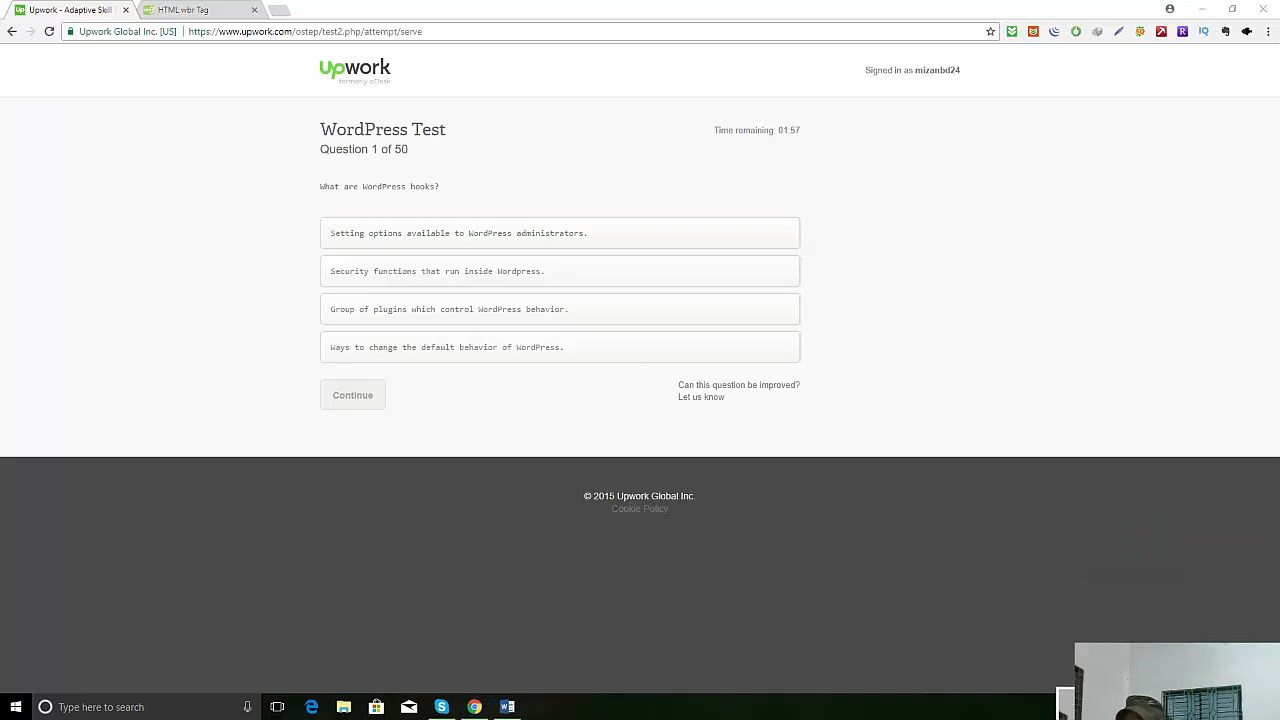 Upwork - Adaptive Skill
HTML wbr Tag
Upwork Global Inc. [US]
https://www.upwork.com/ostep/test2.php/attempt/serve
upwork
formerly oDesk
Signed in as mizanbd24
WordPress Test
Time remaining: 01:57
Question 1 of 50
What are WordPress hooks?
Setting options available to WordPress administrators.
Security functions that run inside Wordpress.
Group of plugins which control WordPress behavior.
Ways to change the default behavior of WordPress.
Continue
Can this question be improved?
Let us know
© 2015 Upwork Global Inc.
Cookie Policy
Type here to search